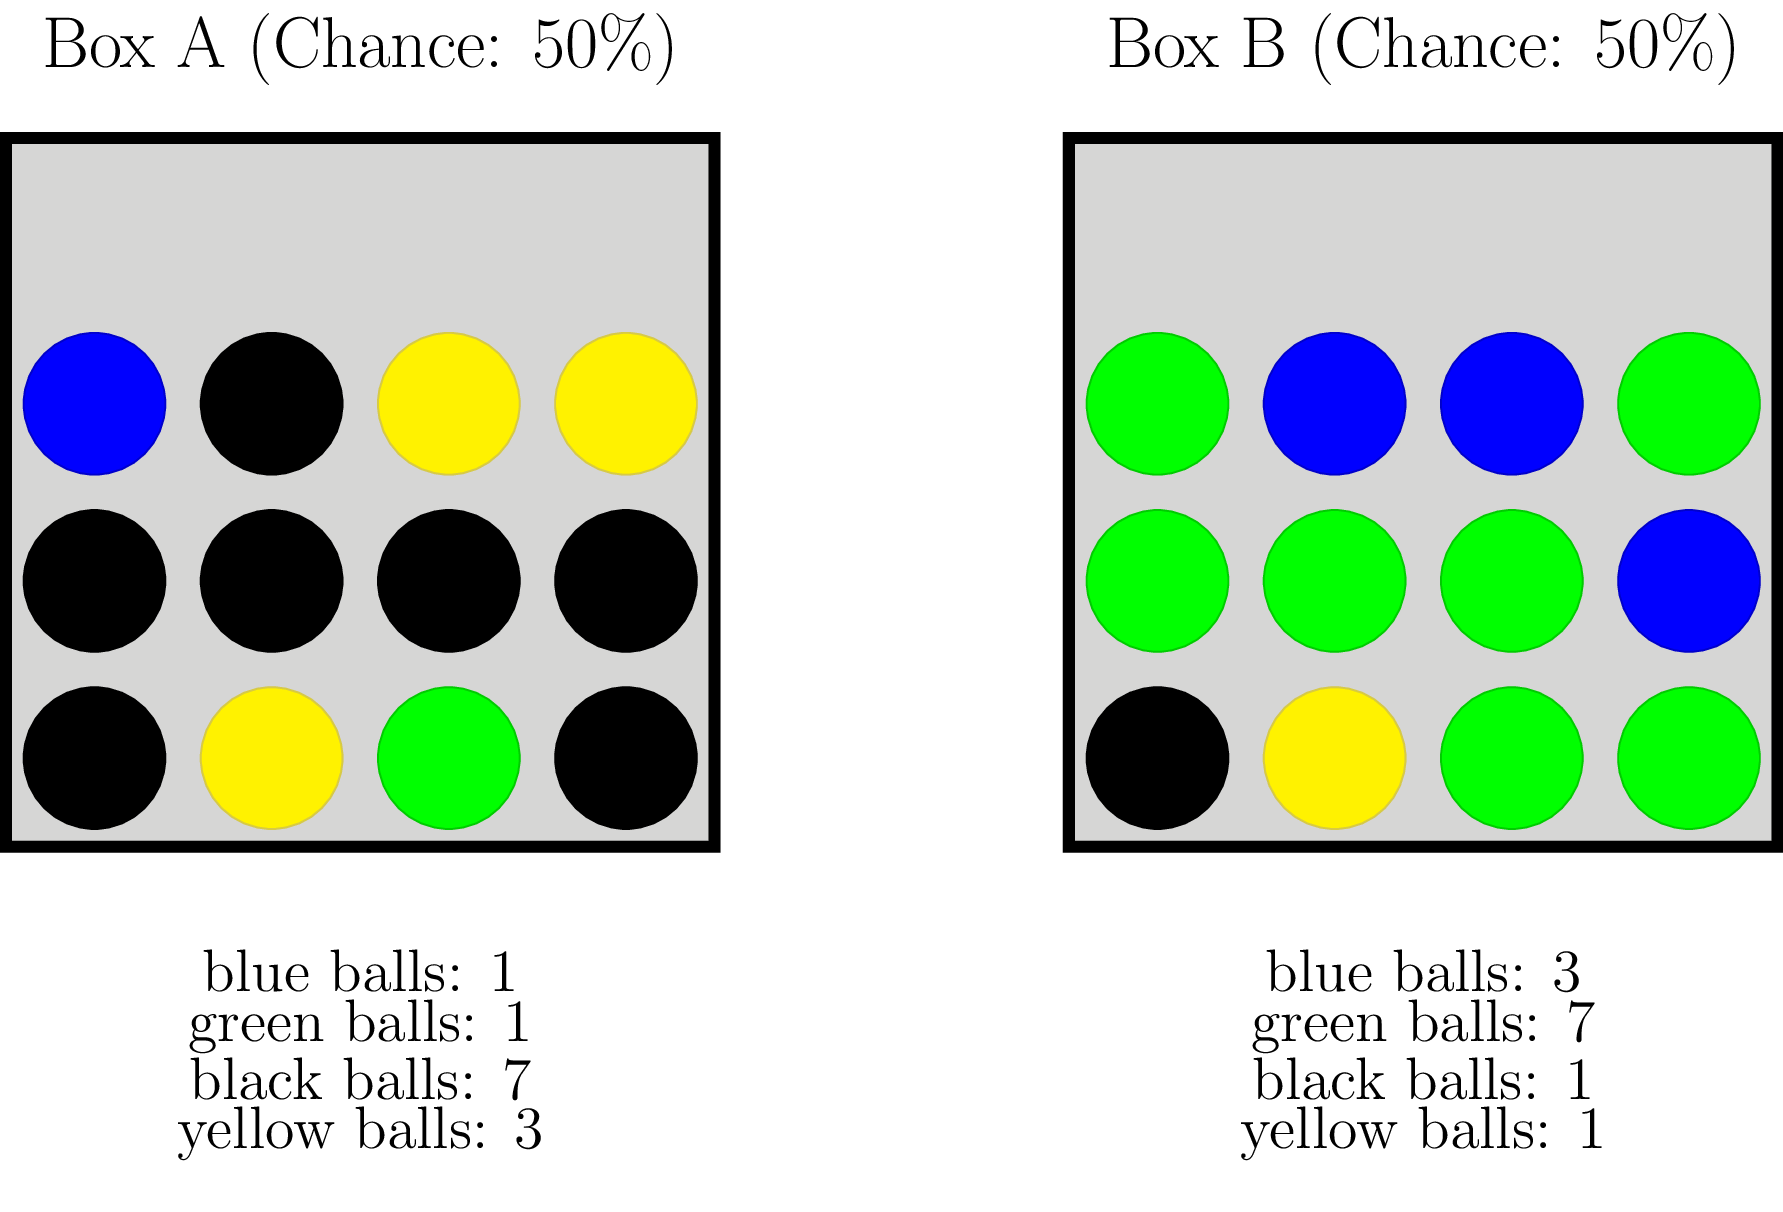 Box A (Chance: 50%)
Box B (Chance: 50%)
blue balls: 1
green balls: 1
black balls: 7
yellow balls: 3
blue balls: 3
green balls: 7
black balls: 1
yellow balls: 1